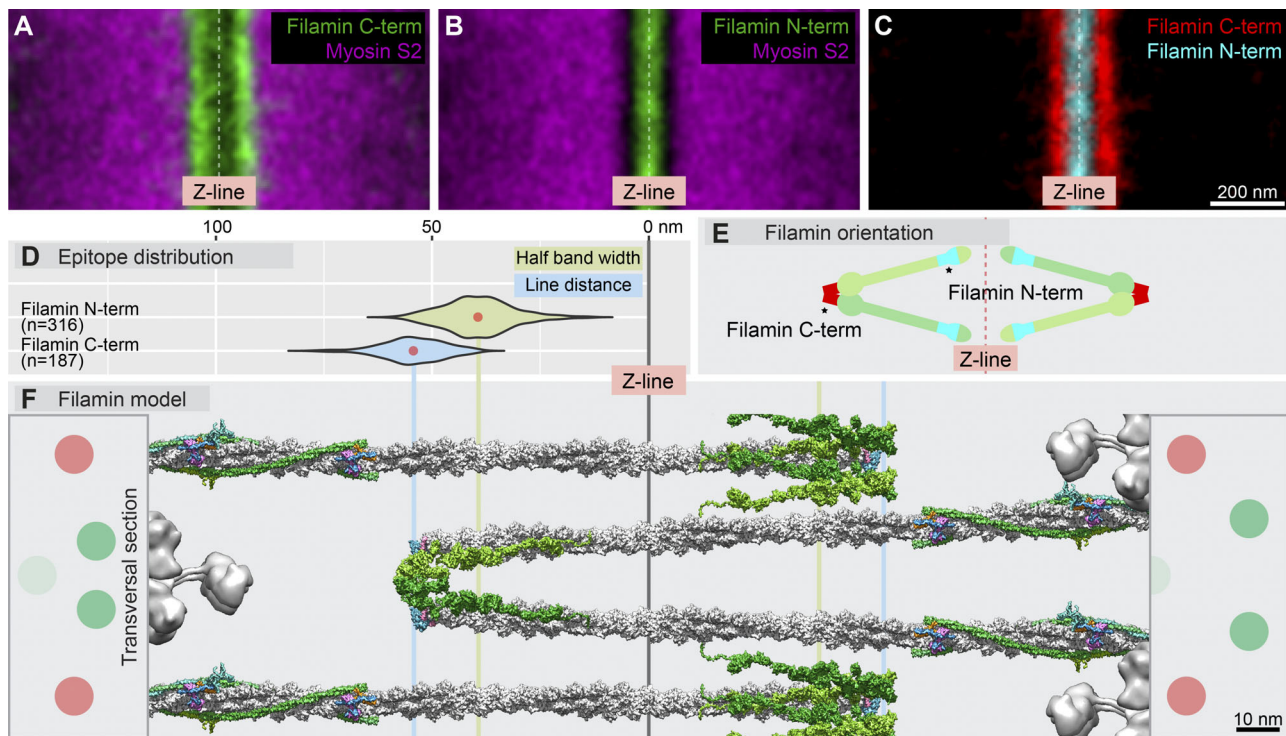 A
Filamin C-term
Myosin S2
Z-line
B
Filamin N-term
Myosin S2
Z-line
C
Filamin C-term
Filamin N-term
Z-line
200 nm
100
50
0 nm
D Epitope distribution
Half band width
Line distance
Filamin N-term
(n=316)
Filamin C-term
(n=187)
Z-line
E Filamin orientation
Filamin N-term
Filamin C-term
Z-line
F Filamin model
Transversal section
10 nm